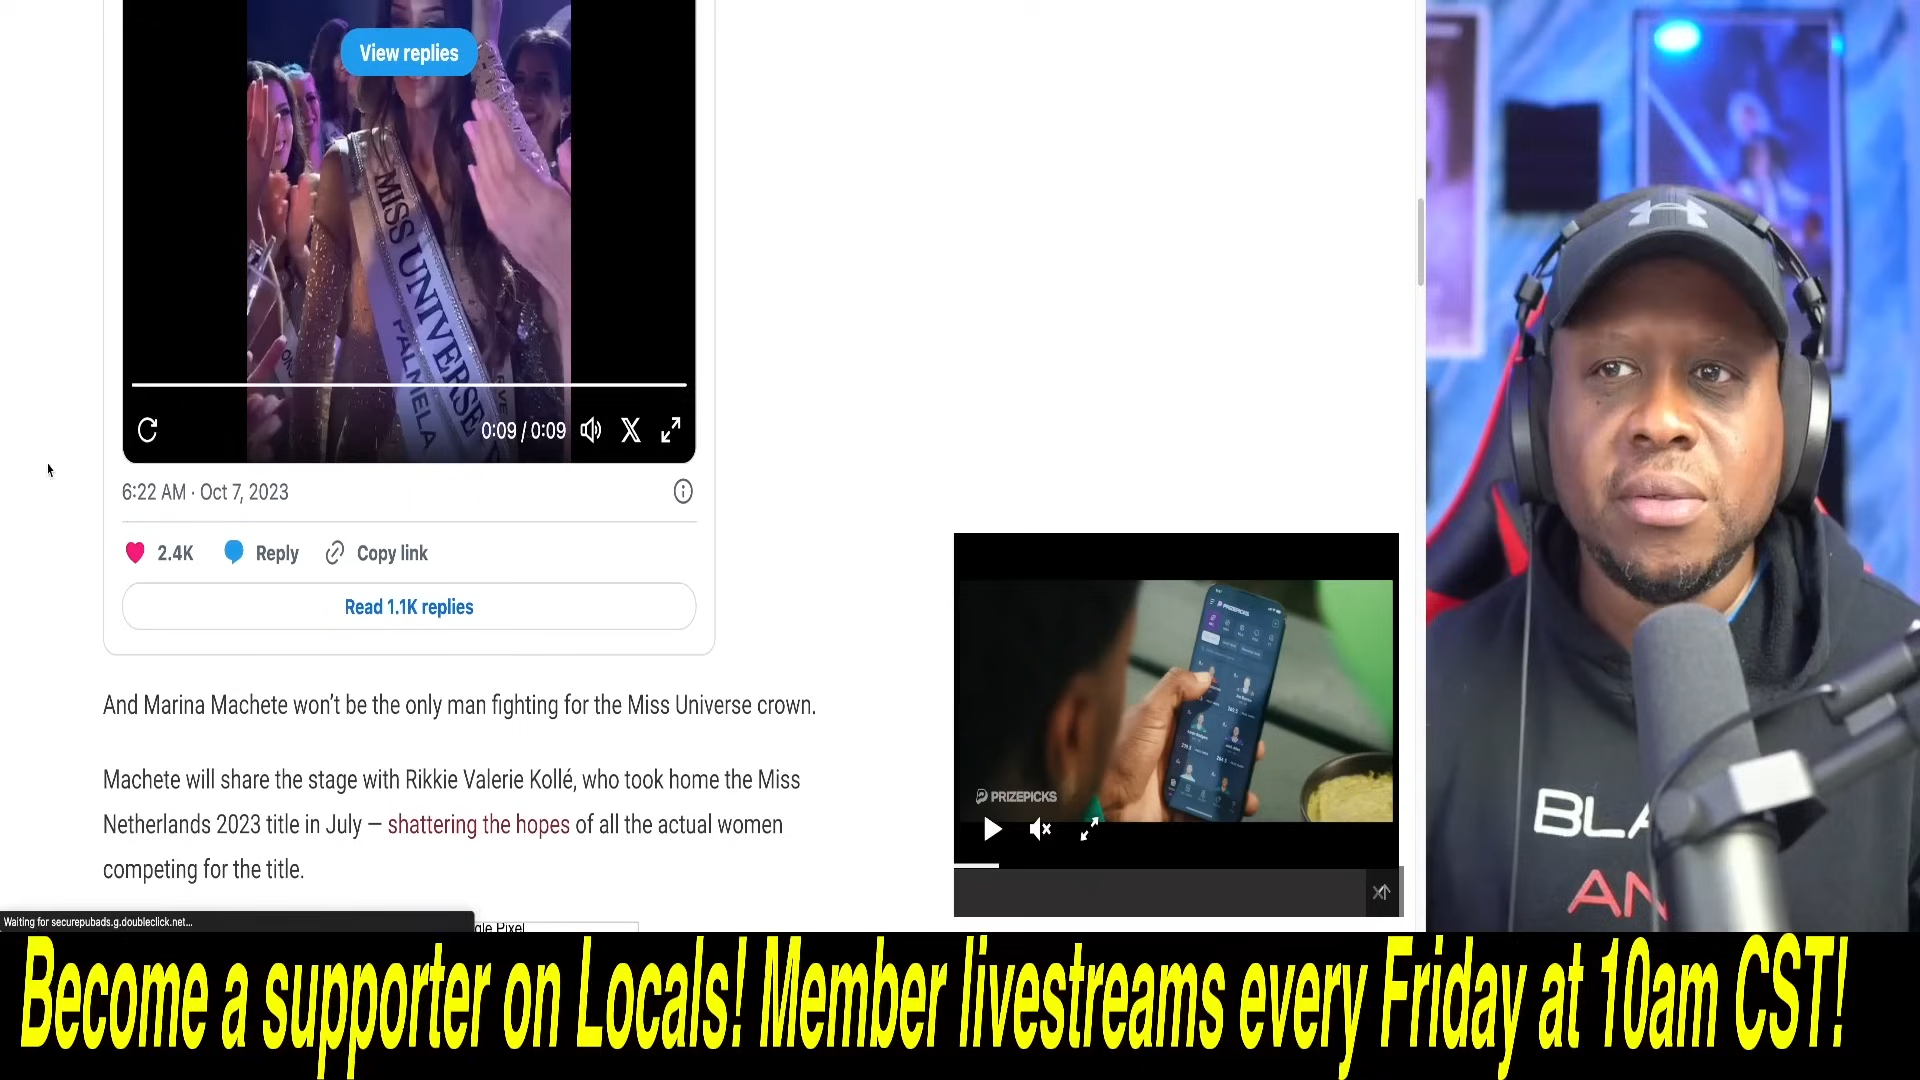 View replies
MISS UNIVERSE
PALMELA
0:09 / 0:09
6:22 AM · Oct 7, 2023
2.4K
Reply
Copy link
Read 1.1K replies
And Marina Machete won’t be the only man fighting for the Miss Universe crown.
Machete will share the stage with Rikkie Valerie Kollé, who took home the Miss
Netherlands 2023 title in July — shattering the hopes of all the actual women
competing for the title.
PRIZEPICKS
PRIZEPICKS
Waiting for securepubads.g.doubleclick.net...
gle Pixel
BLA
AN
Become a supporter on Locals! Member livestreams every Friday at 10am CST!